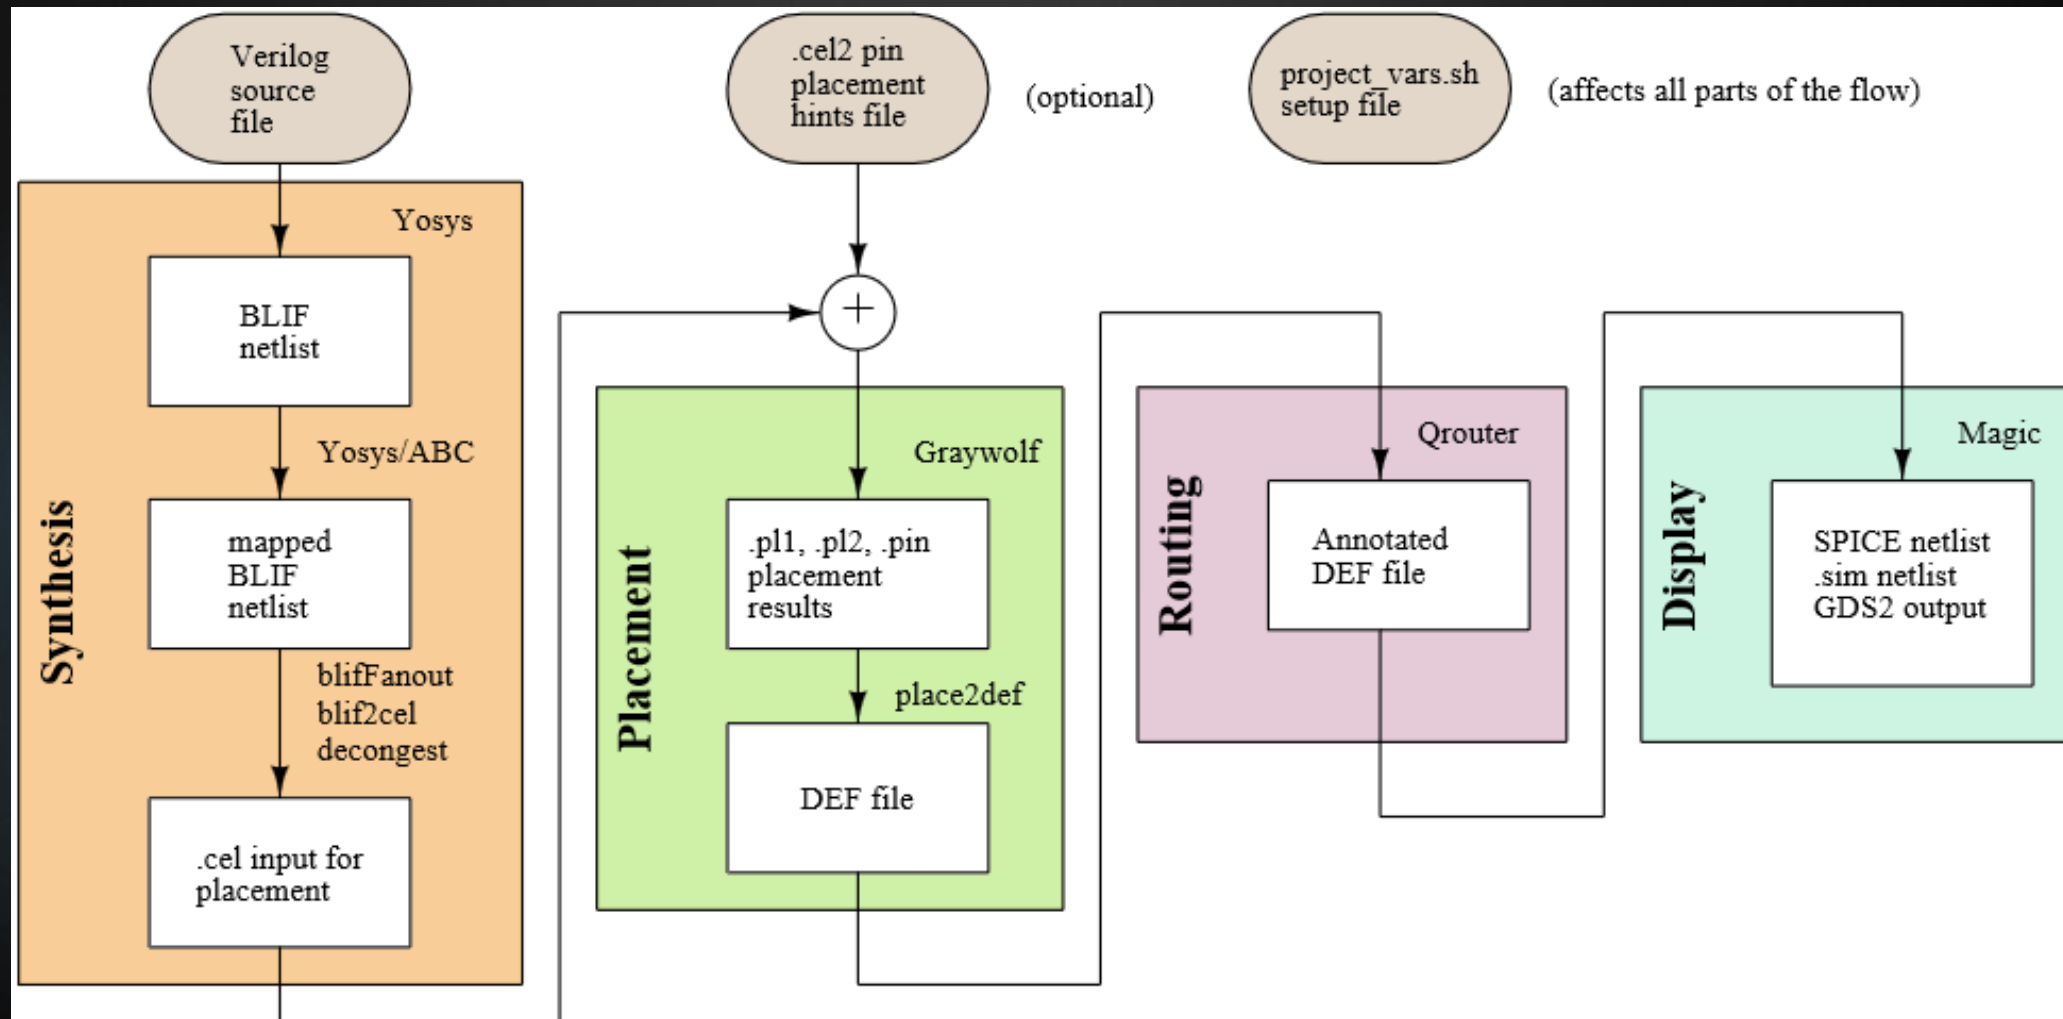 Verilog
source
file
.cel2 pin
placement
hints file
(optional)
project_vars.sh
setup file
(affects all parts of the flow)
Synthesis
Yosys
BLIF
netlist
Yosys/ABC
mapped
BLIF
netlist
blifFanout
blif2cel
decongest
.cel input for
placement
+
Placement
Graywolf
.pl1, .pl2, .pin
placement
results
place2def
DEF file
Routing
Qrouter
Annotated
DEF file
Display
Magic
SPICE netlist
.sim netlist
GDS2 output